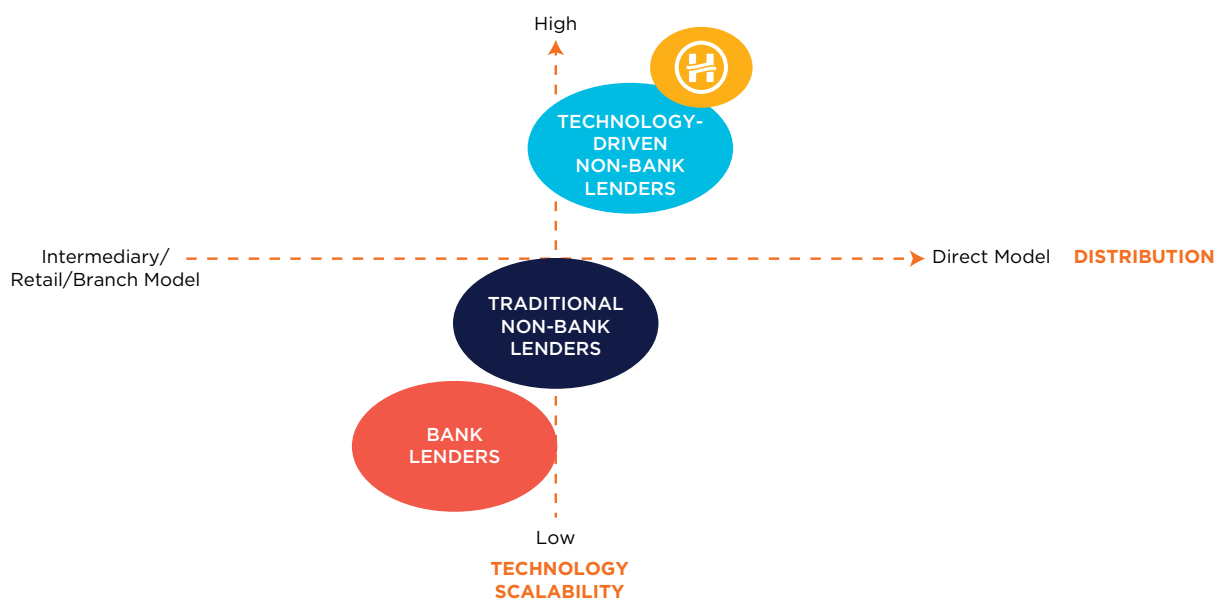 High
H
TECHNOLOGY-
DRIVEN
NON-BANK
LENDERS
Intermediary/
Retail/Branch Model
Direct Model
DISTRIBUTION
TRADITIONAL
NON-BANK
LENDERS
BANK
LENDERS
Low
TECHNOLOGY
SCALABILITY